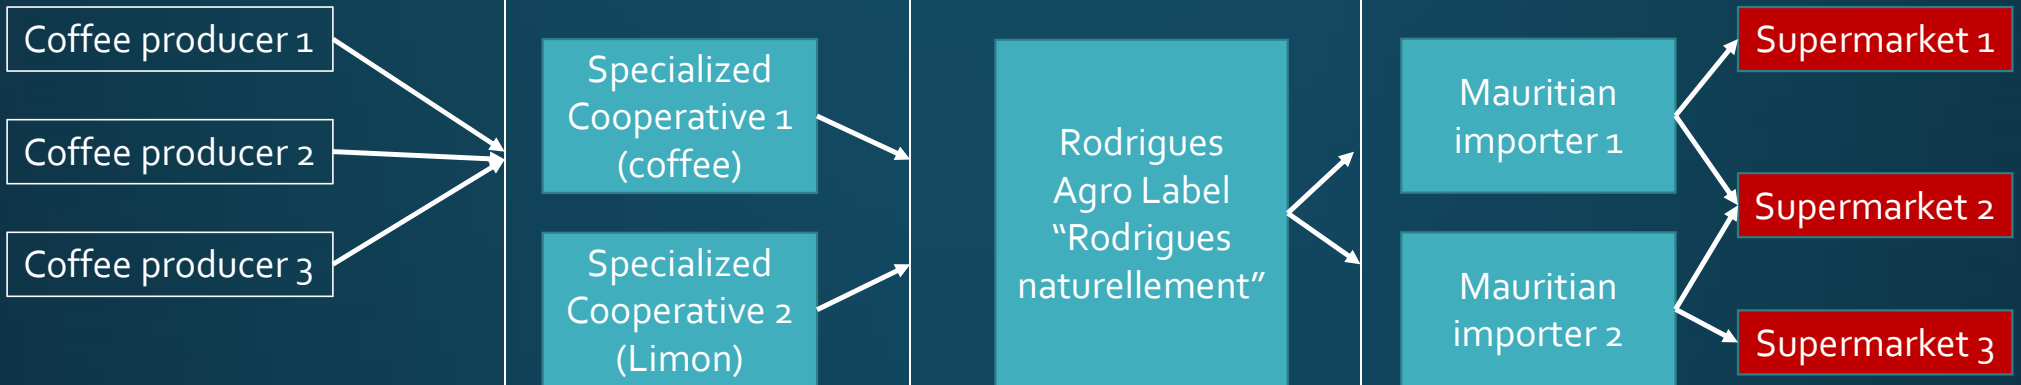 Coffee producer 1
Coffee producer 2
Coffee producer 3
Specialized
Cooperative 1
(coffee)
Specialized
Cooperative 2
(Limon)
Rodrigues
Agro Label
“Rodrigues
naturellement”
Mauritian
importer 1
Mauritian
importer 2
Supermarket 1
Supermarket 2
Supermarket 3